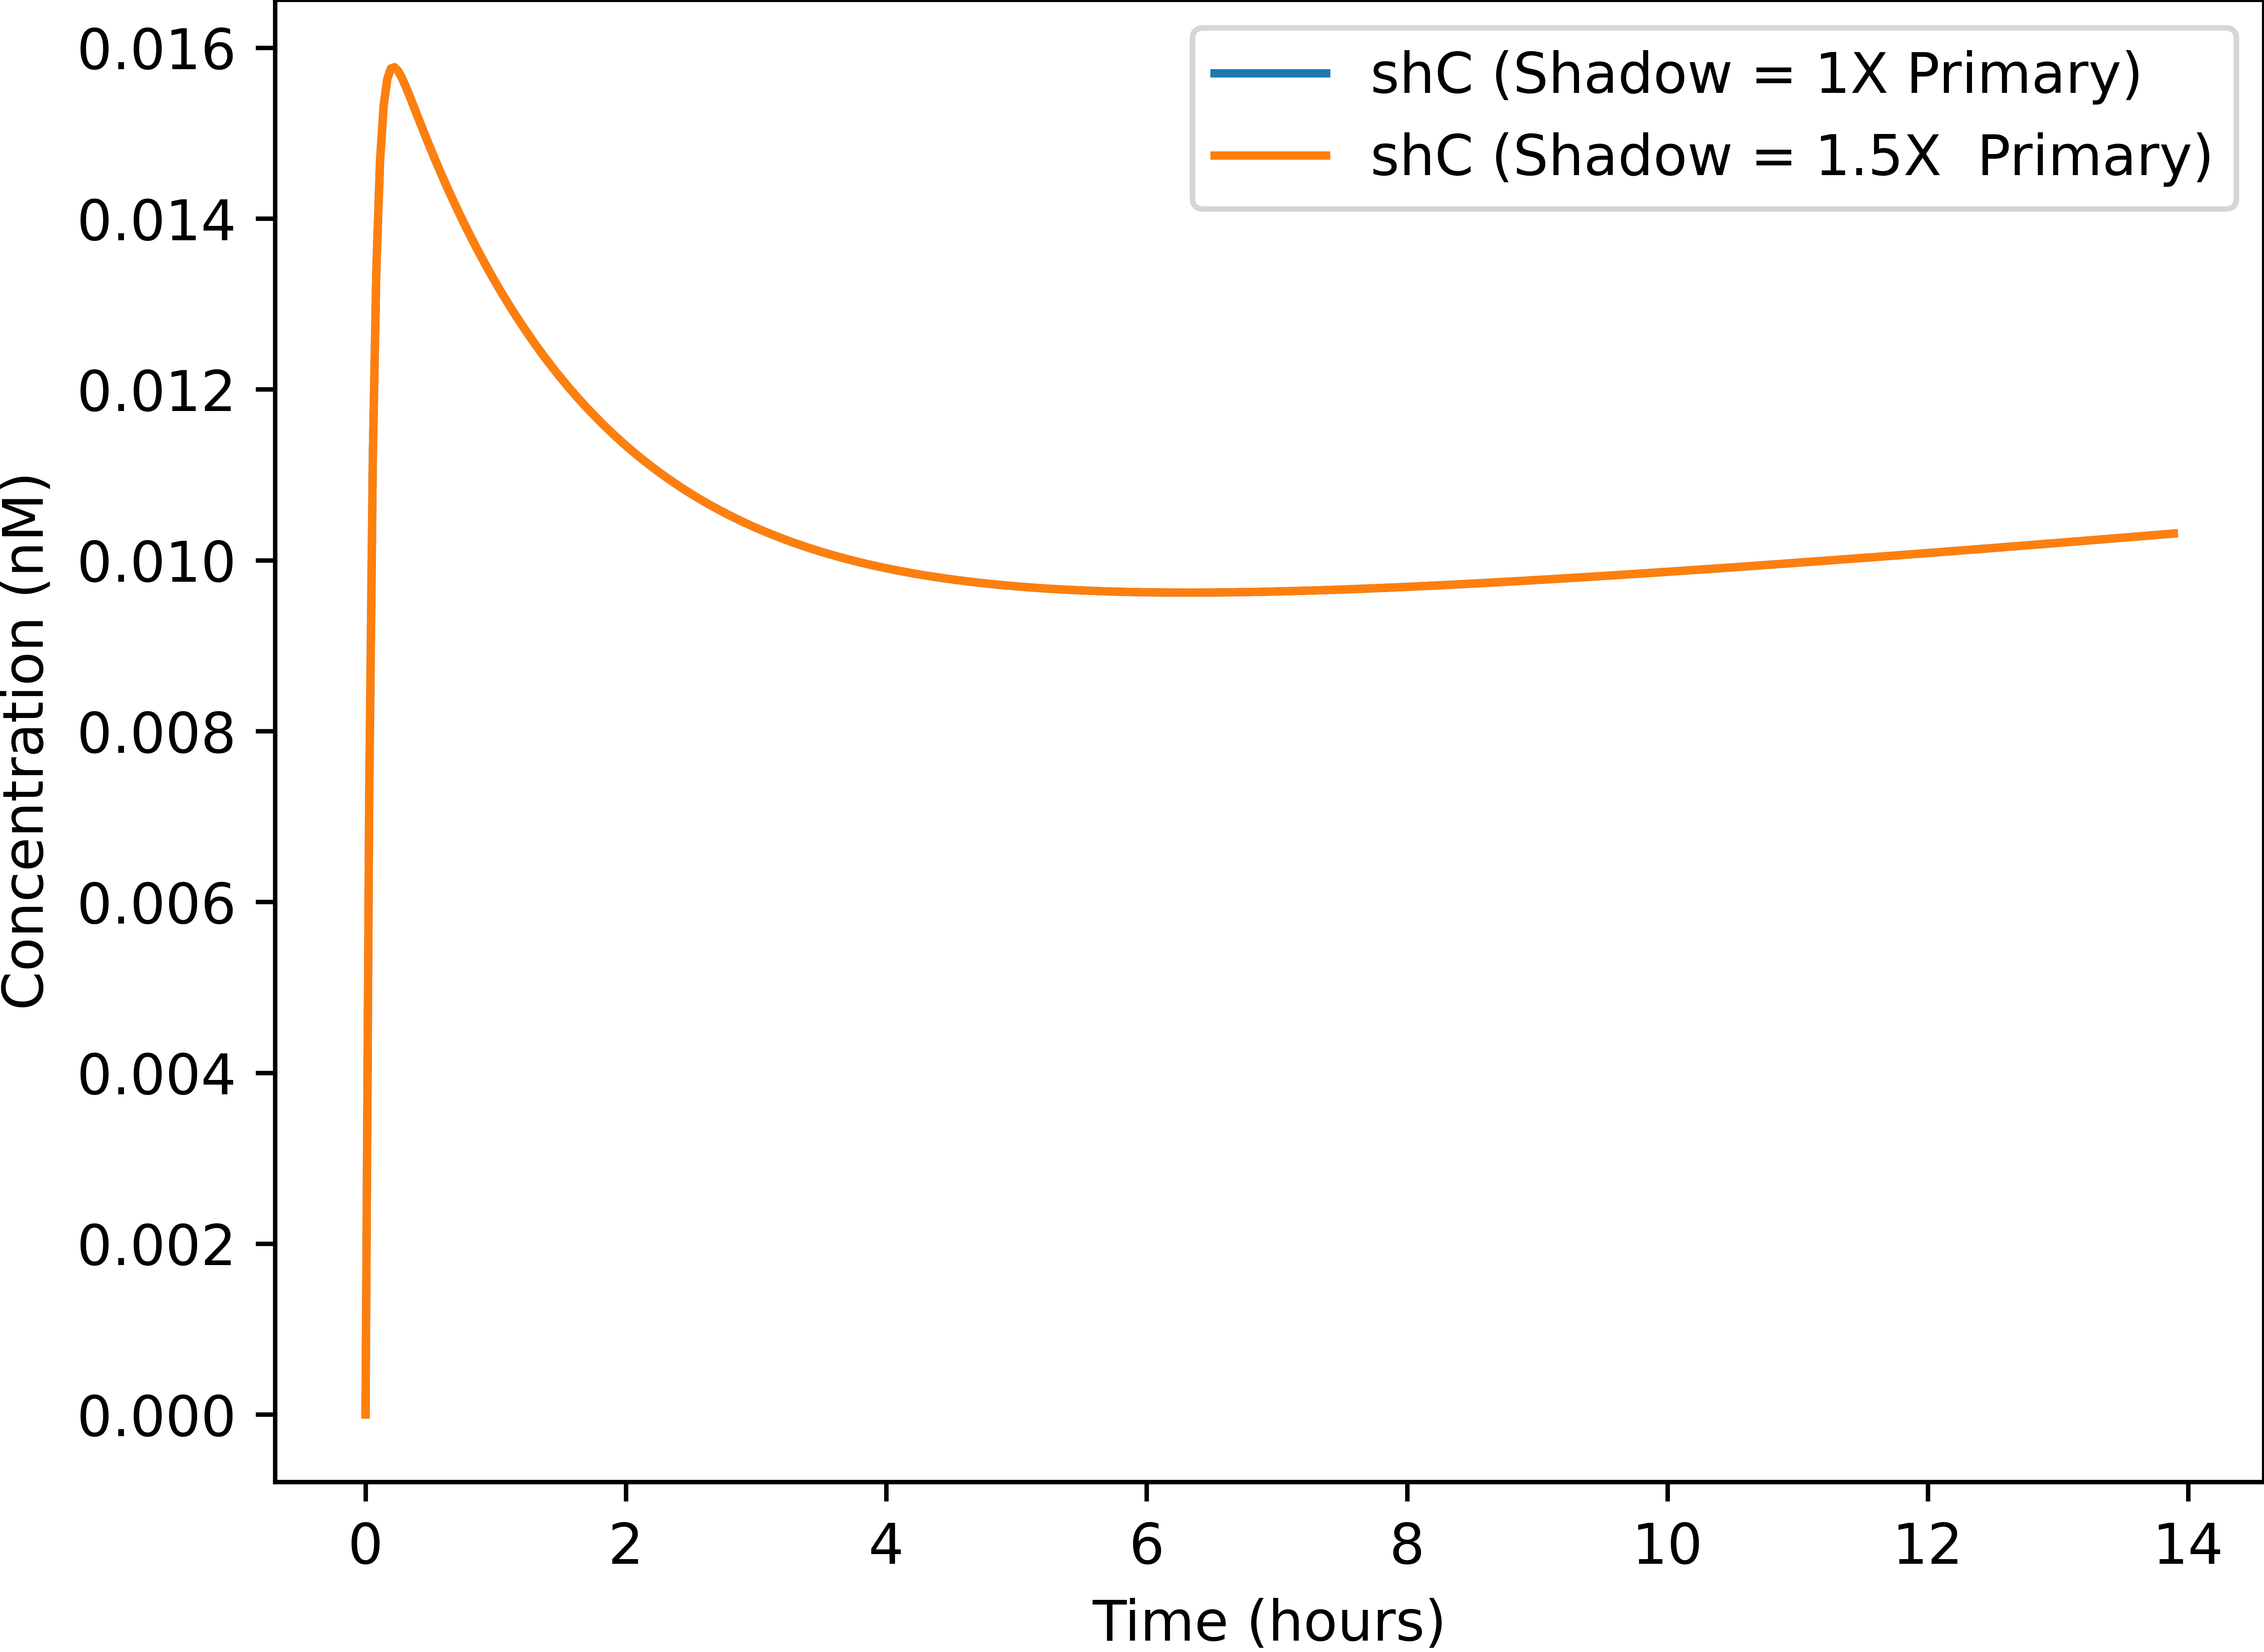 shC (Shadow = 1X Primary)
shC (Shadow = 1.5X  Primary)
Concentration (nM)
0.016
0.014
0.012
0.010
0.008
0.006
0.004
0.002
0.000
0 2 4 6 8 10 12 14
Time (hours)